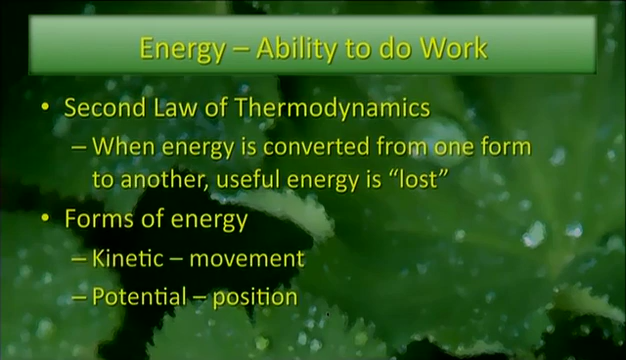 Energy – Ability to do Work
• Second Law of Thermodynamics
– When energy is converted from one form
to another, useful energy is “lost”
• Forms of energy
– Kinetic – movement
– Potential – position